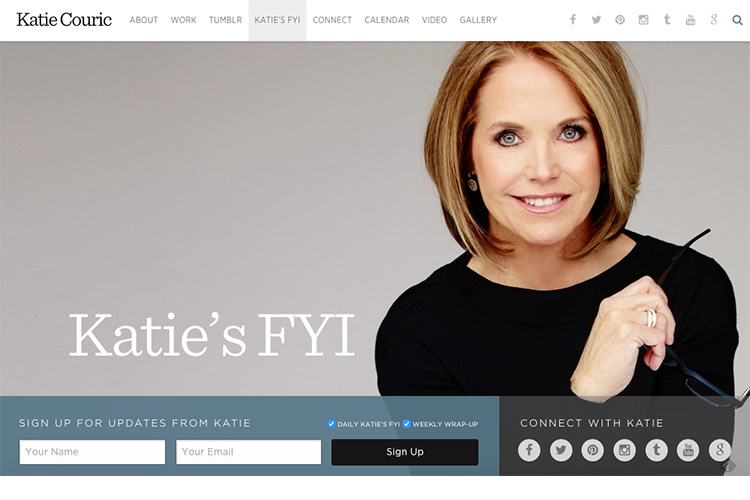 Katie Couric ABOUT WORK TUMBLR KATIE'S FYI CONNECT CALENDAR VIDEO GALLERY
Katie's FYI
SIGN UP FOR UPDATES FROM KATIE DAILY KATIE'S FYI WEEKLY WRAP-UP CONNECT WITH KATIE
Your Name Your Email Sign Up